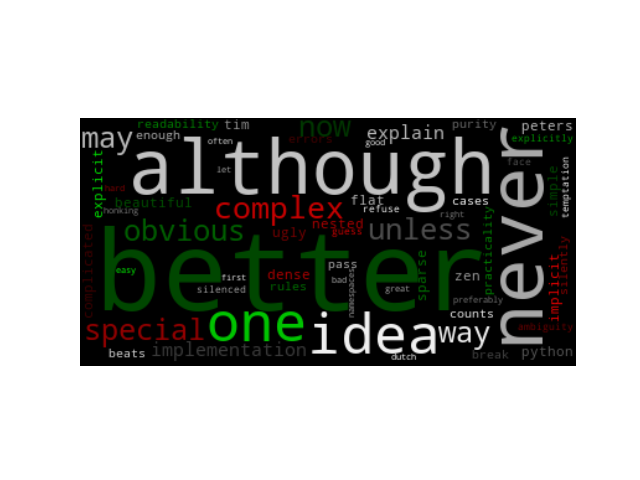 readability tim now purity peters
may enough often errors explain good explicitly
although never
let face temptation
explicit hard beautiful honking
complex flat refuse cases right simple
obvious ugly nested guess unless
better
complicated easy first silenced dense rules pass bad namespaces great sparse zen practicality preferably implicit silently
special one idea way counts ambiguity
beats implementation dutch break python